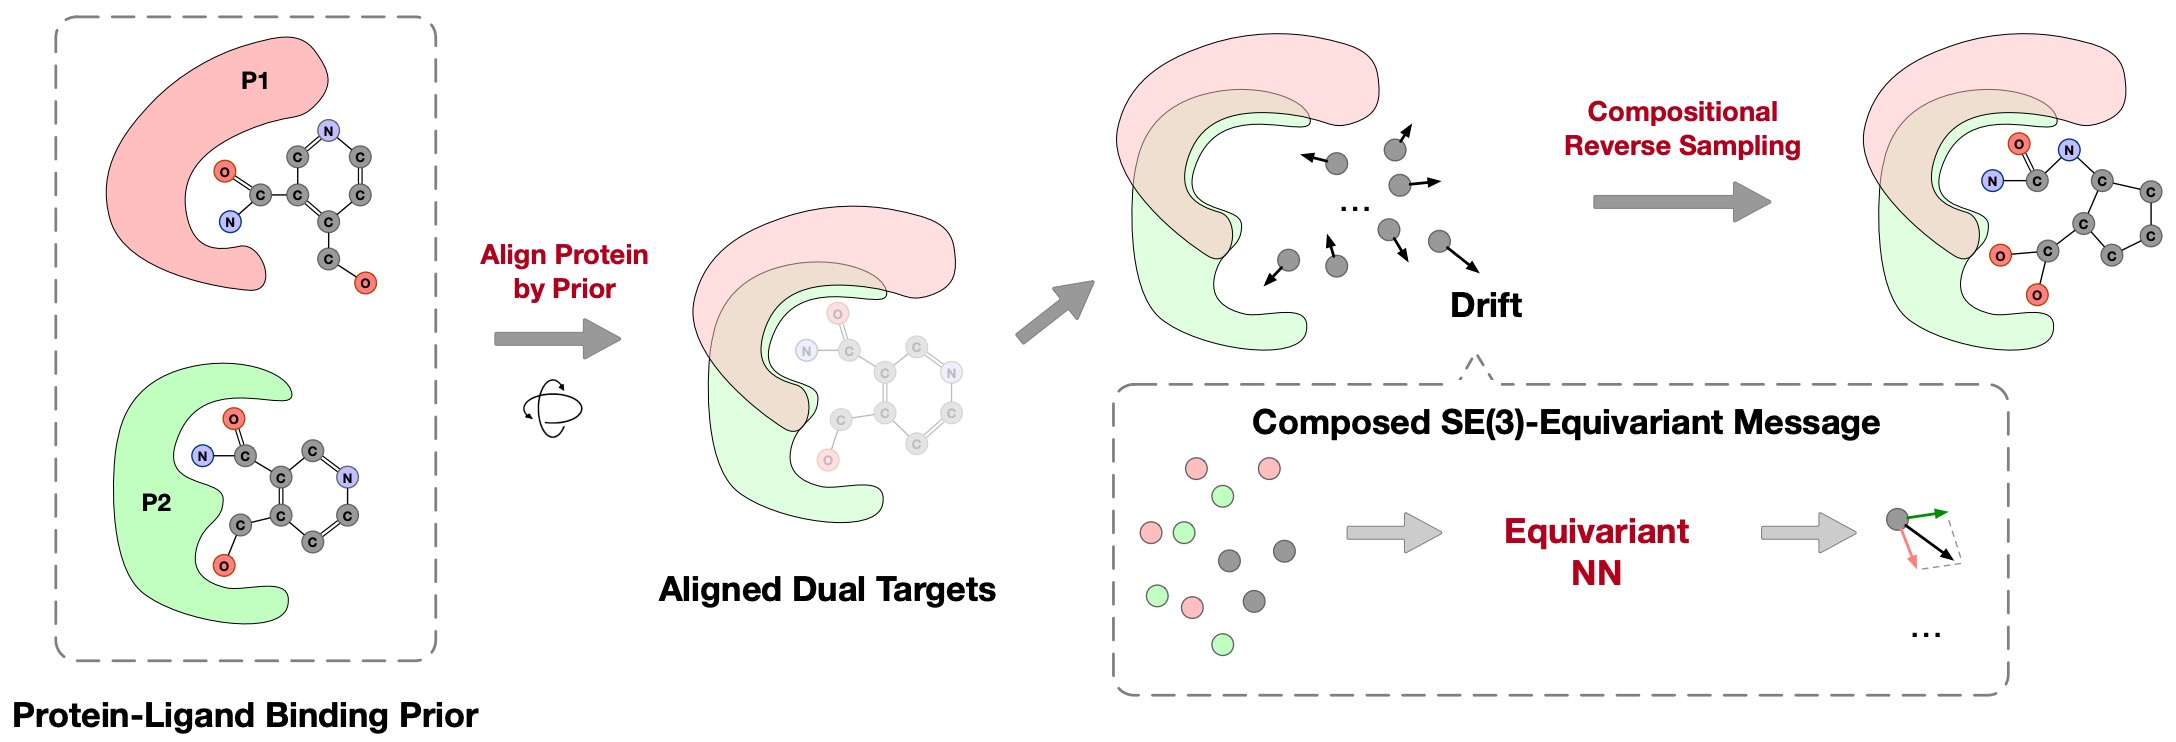 P1
N
C
C
O
C
C
C
N
C
C
O
P2
O
N
C
C
C
N
C
C
C
C
O
Protein-Ligand Binding Prior
Align Protein
by Prior
O
N
C
C
C
N
C
C
C
C
O
Aligned Dual Targets
...
Drift
Compositional
Reverse Sampling
O
N
N
C
C
C
C
C
O
C
C
O
Composed SE(3)-Equivariant Message
Equivariant
NN
...